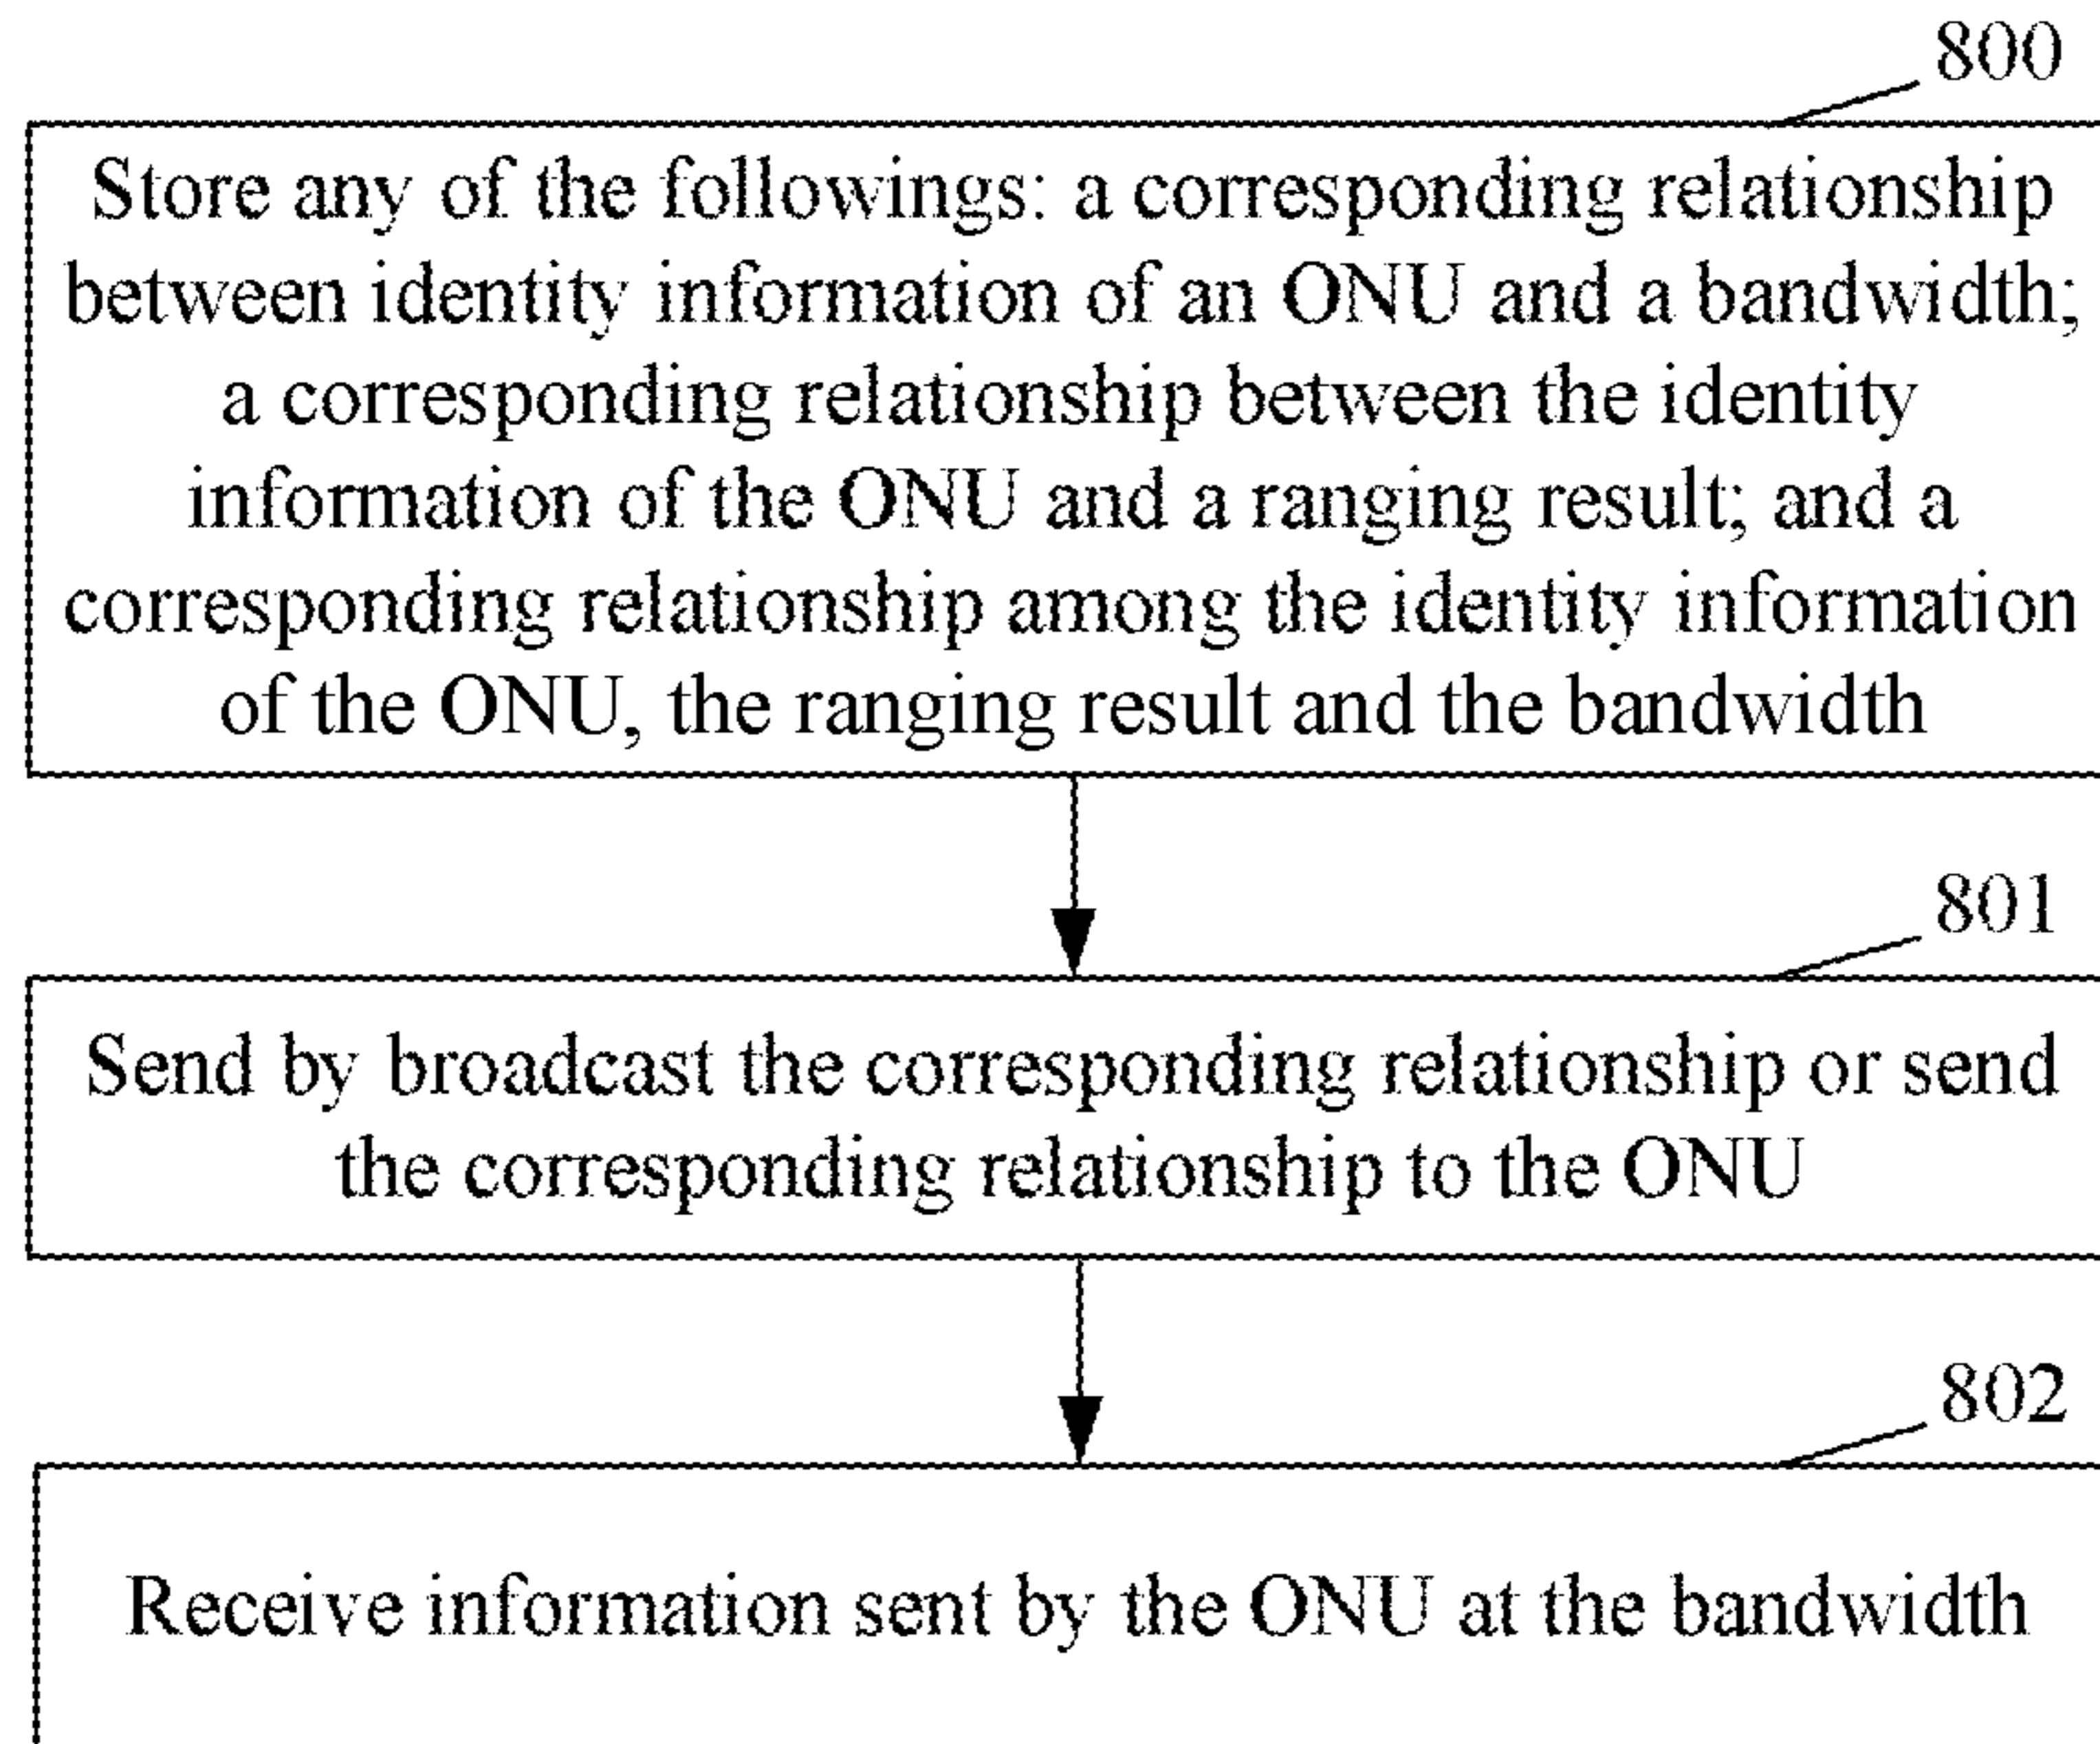 800
Store any of the followings: a corresponding relationship
between identity information of an ONU and a bandwidth;
a corresponding relationship between the identity
information of the ONU and a ranging result; and a
corresponding relationship among the identity information
of the ONU, the ranging result and the bandwidth
801
Send by broadcast the corresponding relationship or send
the corresponding relationship to the ONU
802
Receive information sent by the ONU at the bandwidth